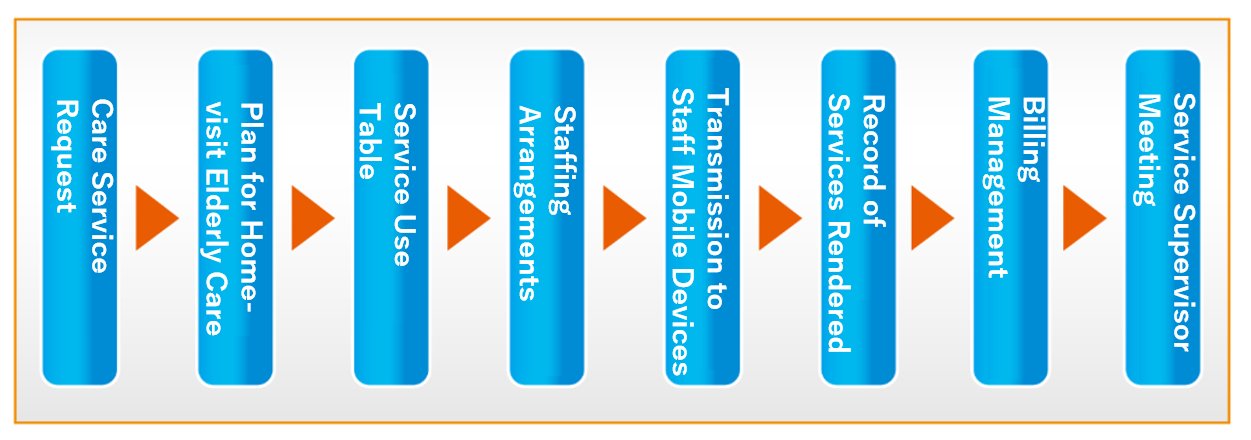 Care Service
Request
Plan for Home-
visit Elderly Care
Service Use
Table
Staffing
Arrangements
Transmission to
Staff Mobile Devices
Record of
Services Rendered
Billing
Management
Service Supervisor
Meeting